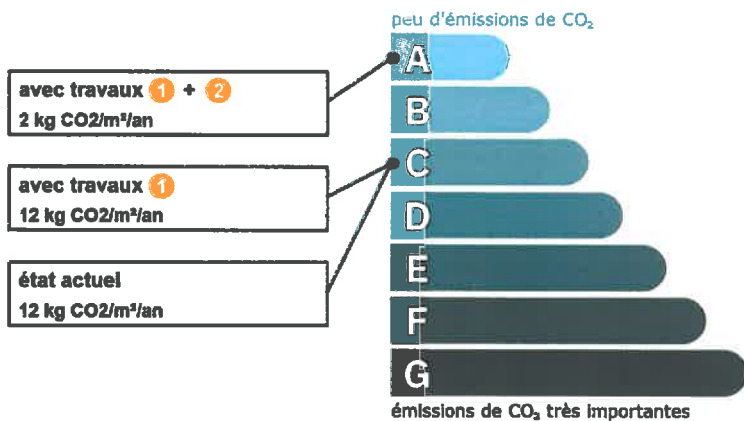 peu d'émissions de CO₂
avec travaux 1 + 2
2 kg CO2/m²/an
avec travaux 1
12 kg CO2/m²/an
état actuel
12 kg CO2/m²/an
A
B
C
D
E
F
G
émissions de CO₂ très importantes